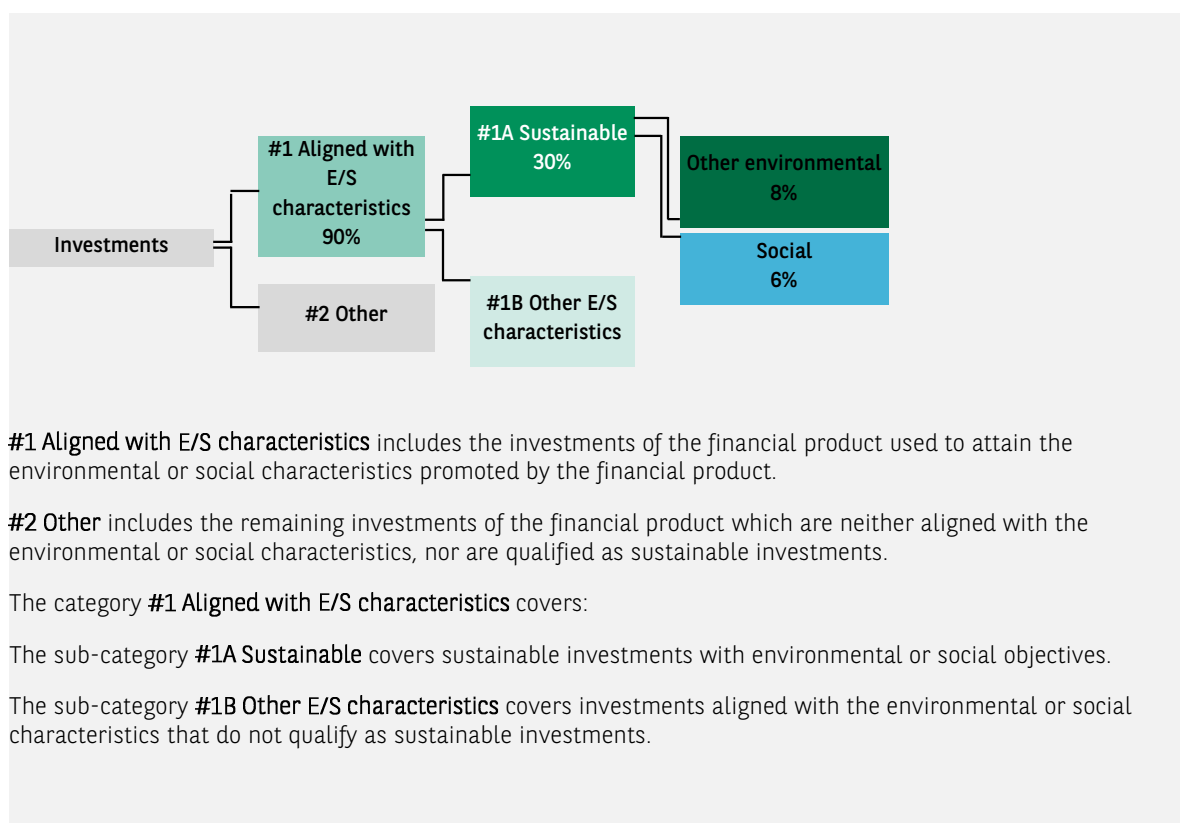 #1A Sustainable
30%
#1 Aligned with
E/S
characteristics
90%
Other environmental
8%
Investments
Social
6%
#2 Other
#1B Other E/S
characteristics
#1 Aligned with E/S characteristics includes the investments of the financial product used to attain the
environmental or social characteristics promoted by the financial product.
#2 Other includes the remaining investments of the financial product which are neither aligned with the
environmental or social characteristics, nor are qualified as sustainable investments.
The category #1 Aligned with E/S characteristics covers:
The sub-category #1A Sustainable covers sustainable investments with environmental or social objectives.
The sub-category #1B Other E/S characteristics covers investments aligned with the environmental or social
characteristics that do not qualify as sustainable investments.